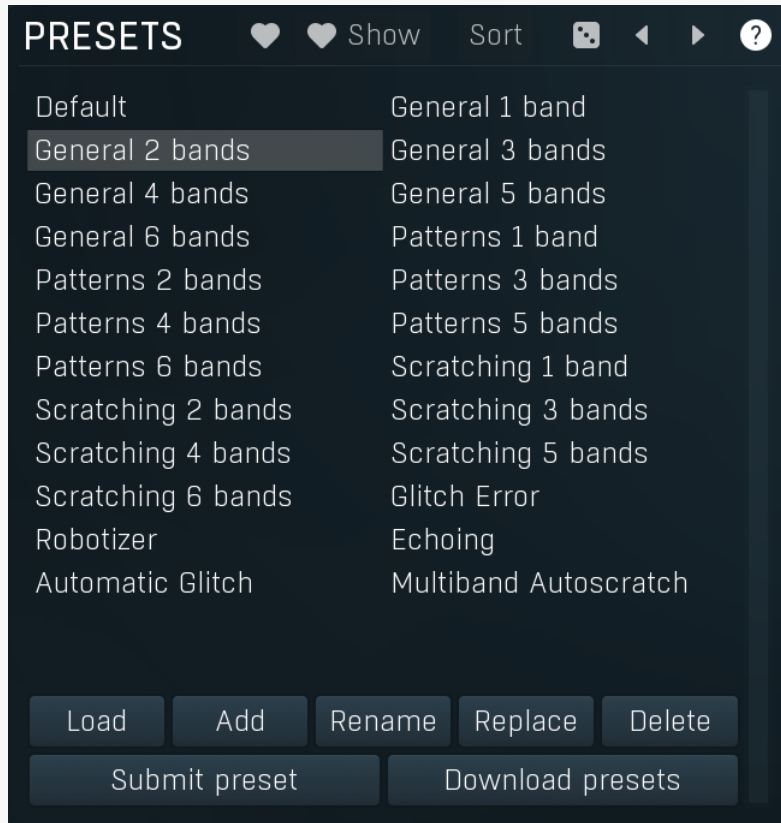 PRESETS Show Sort ?
Default General 1 band
General 2 bands General 3 bands
General 4 bands General 5 bands
General 6 bands Patterns 1 band
Patterns 2 bands Patterns 3 bands
Patterns 4 bands Patterns 5 bands
Patterns 6 bands Scratching 1 band
Scratching 2 bands Scratching 3 bands
Scratching 4 bands Scratching 5 bands
Scratching 6 bands Glitch Error
Robotizer Echoing
Automatic Glitch Multiband Autoscratch
Load Add Rename Replace Delete
Submit preset Download presets